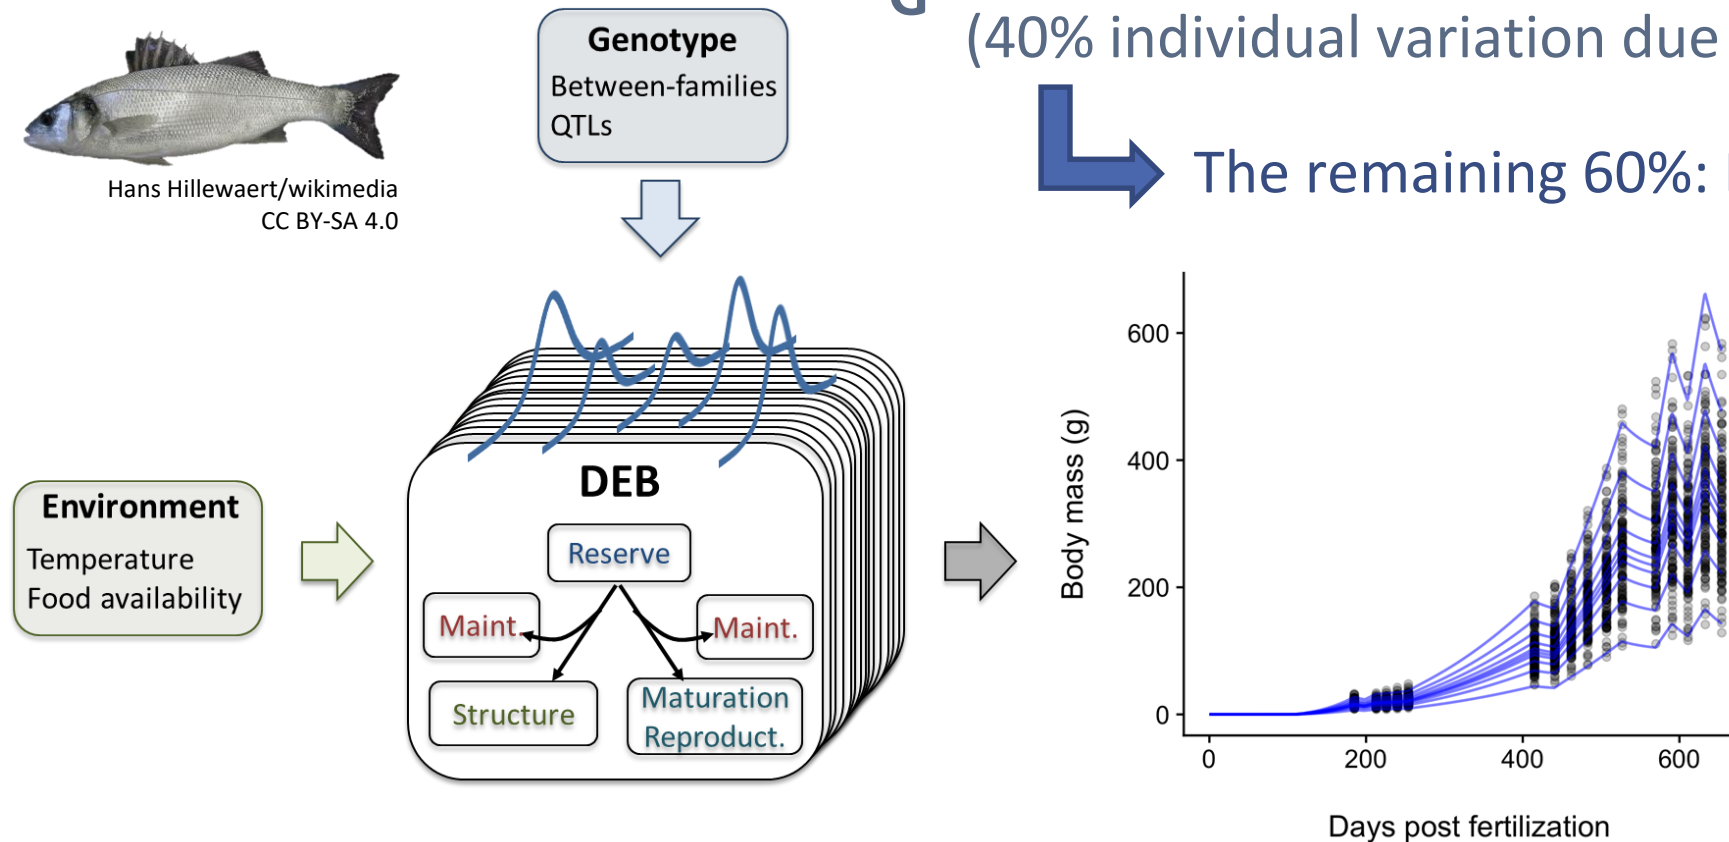 (40% individual variation due
The remaining 60%:
Hans Hillewaert/wikimedia
CC BY-SA 4.0
Genotype
Between-families
QTLs
Environment
Temperature
Food availability
DEB
Reserve
Maint.
Maint.
Structure
Maturation
Reproduct.
Body mass (g)
600
400
200
0
0
200
400
600
Days post fertilization